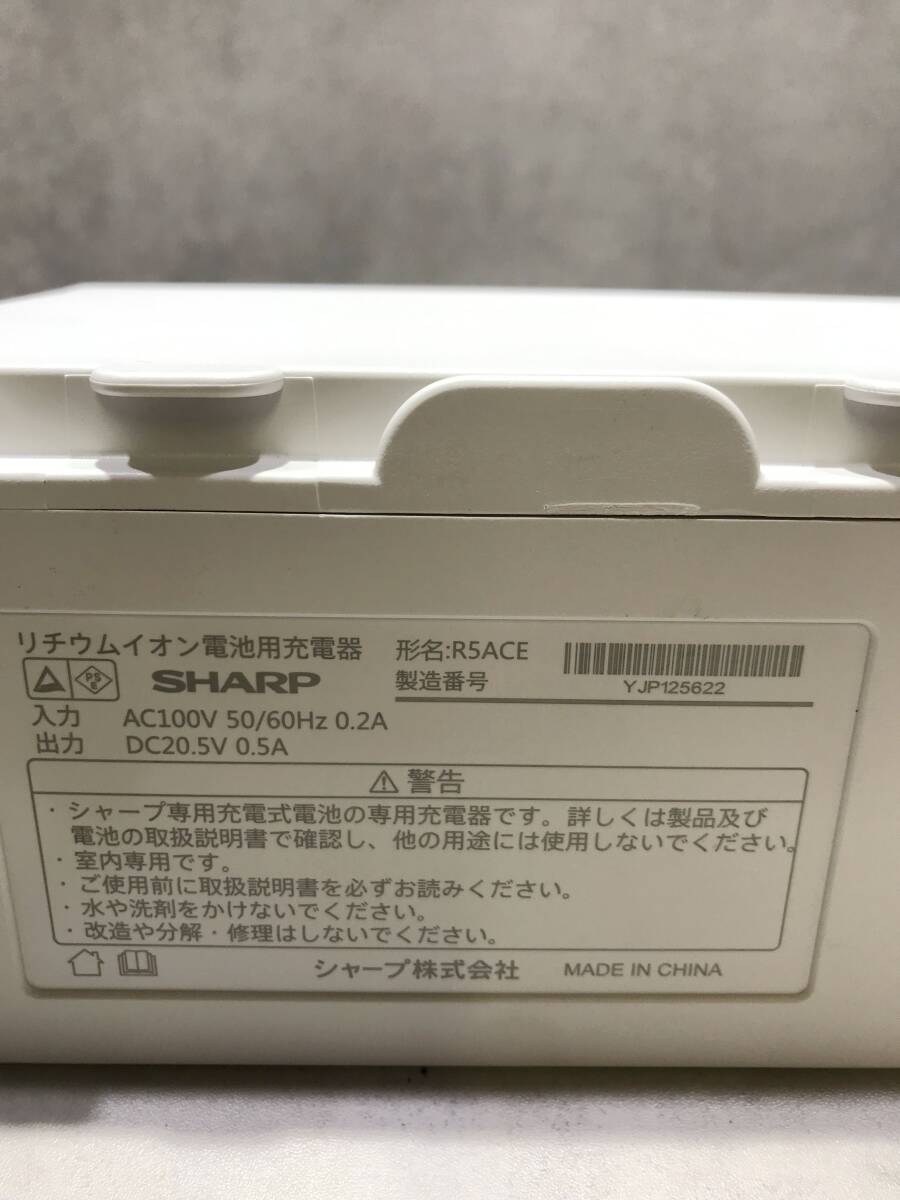 リチウムイオン電池用充電器
形名:R5ACE
製造番号
YJP125622
PS
E
SHARP
入力 AC100V 50/60Hz 0.2A
出力 DC20.5V 0.5A
警告
・シャープ専用充電式電池の専用充電器です。詳しくは製品及び
電池の取扱説明書で確認し、他の用途には使用しないでください。
・室内専用です。
・ご使用前に取扱説明書を必ずお読みください。
・水や洗剤をかけないでください。
・改造や分解・修理はしないでください。
シャープ株式会社 MADE IN CHINA